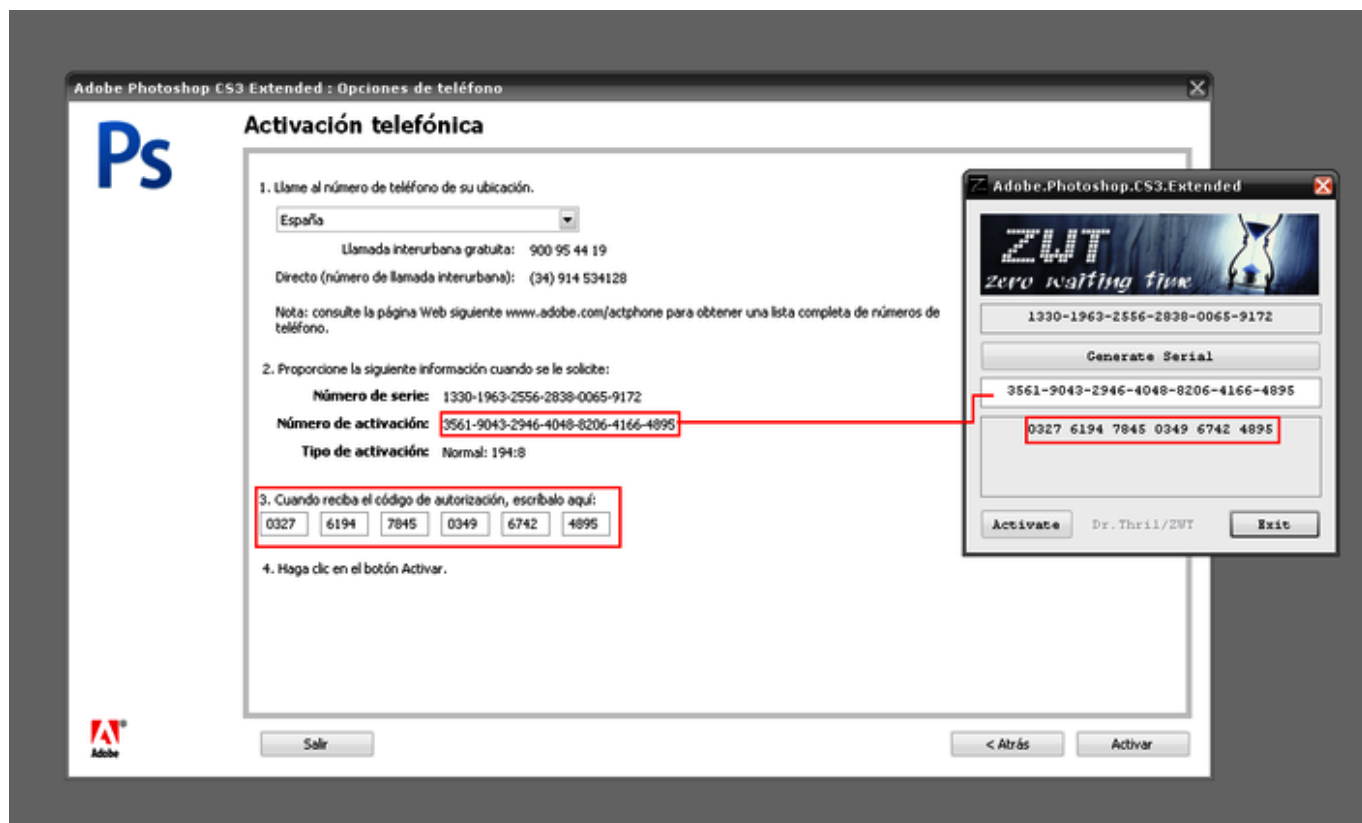 Adobe Photoshop CS3 Extended : Opciones de teléfono
Ps
Activación telefónica
1. Llame al número de teléfono de su ubicación.
España
Llamada interurbana gratuita: 900 95 44 19
Directo (número de llamada interurbana): (34) 914 534128
Nota: consulte la página Web siguiente www.adobe.com/actphone para obtener una lista completa de números de
teléfono.
2. Proporcione la siguiente información cuando se le solicite:
Número de serie: 1330-1963-2556-2838-0065-9172
Número de activación: 3561-9043-2946-4048-8206-4166-4895
Tipo de activación: Normal: 194:8
3. Cuando reciba el código de autorización, escríbalo aquí:
0327 6194 7845 0349 6742 4895
4. Haga clic en el botón Activar.
Adobe
Salir
< Atrás
Activar
Adobe.Photoshop.CS3.Extended
ZWT
zero waiting time
1330-1963-2556-2838-0065-9172
Generate Serial
3561-9043-2946-4048-8206-4166-4895
0327 6194 7845 0349 6742 4895
Activate
Dr.Thril/ZWT
Exit